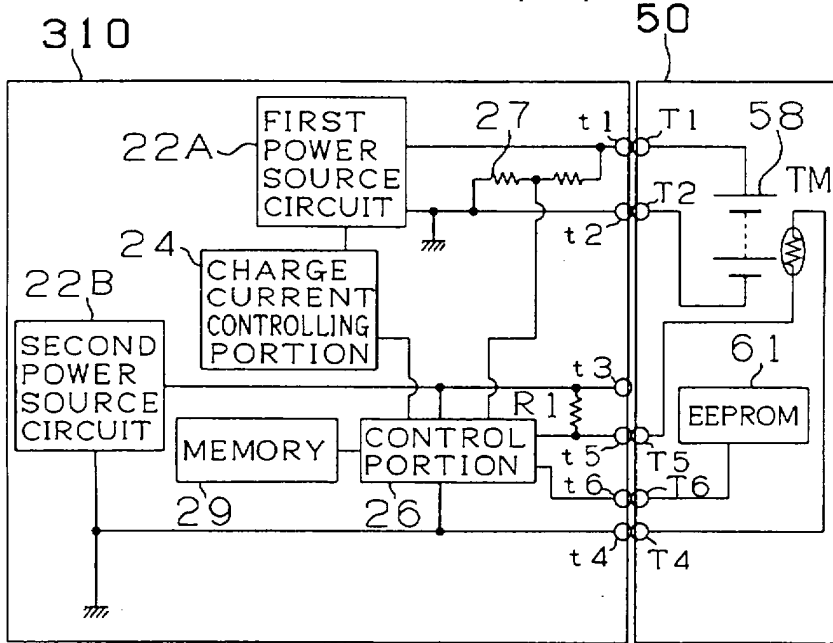 310
50
22A
FIRST
POWER
SOURCE
CIRCUIT
27
t1
T1
58
TM
t2
T2
24
CHARGE
CURRENT
CONTROLLING
PORTION
22B
SECOND
POWER
SOURCE
CIRCUIT
t3
61
R1
EEPROM
MEMORY
CONTROL
PORTION
t5
T5
29
26
t6
T6
t4
T4